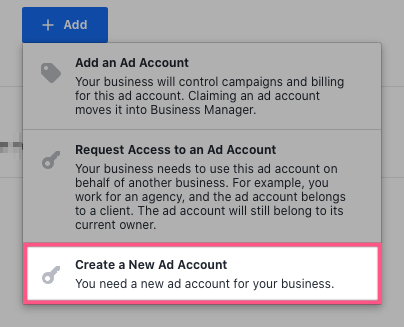 + Add
Add an Ad Account
Your business will control campaigns and billing
for this ad account. Claiming an ad account
moves it into Business Manager.
Request Access to an Ad Account
Your business needs to use this ad account on
behalf of another business. For example, you
work for an agency, and the ad account belongs
to a client. The ad account will still belong to its
current owner.
Create a New Ad Account
You need a new ad account for your business.